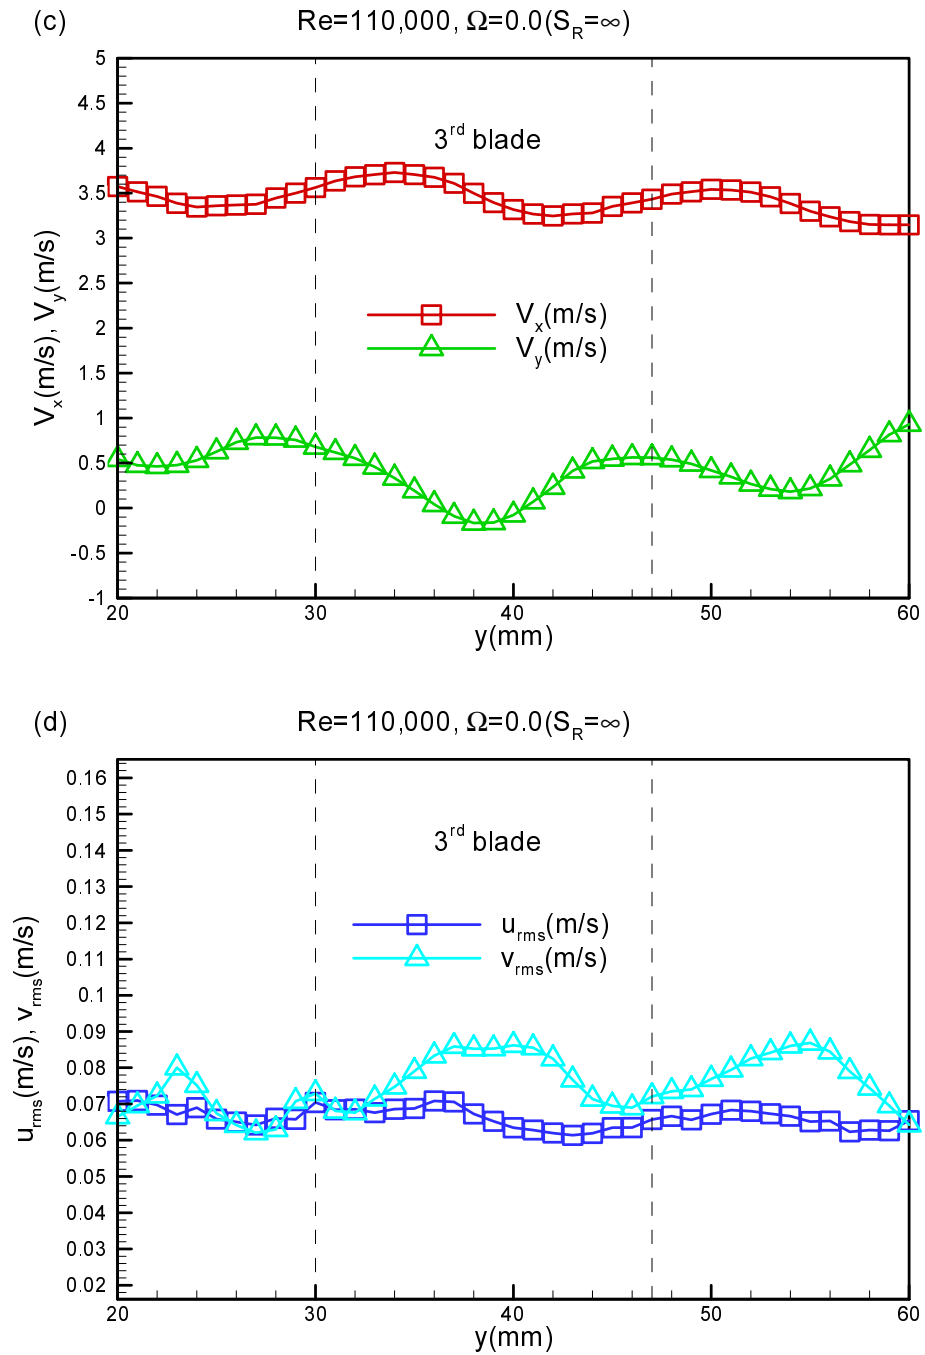 (c)
Re=110,000, Ω=0.0(S_R=∞)
5
4.5
4
3.5
3
2.5
2
1.5
1
0.5
0
-0.5
-1
V_x(m/s), V_y(m/s)
3^rd blade
V_x(m/s)
V_y(m/s)
20 30 40 50 60
y(mm)
(d)
Re=110,000, Ω=0.0(S_R=∞)
0.16
0.15
0.14
0.13
0.12
0.11
0.1
0.09
0.08
0.07
0.06
0.05
0.04
0.03
0.02
u_rms(m/s), v_rms(m/s)
3^rd blade
u_rms(m/s)
v_rms(m/s)
20 30 40 50 60
y(mm)